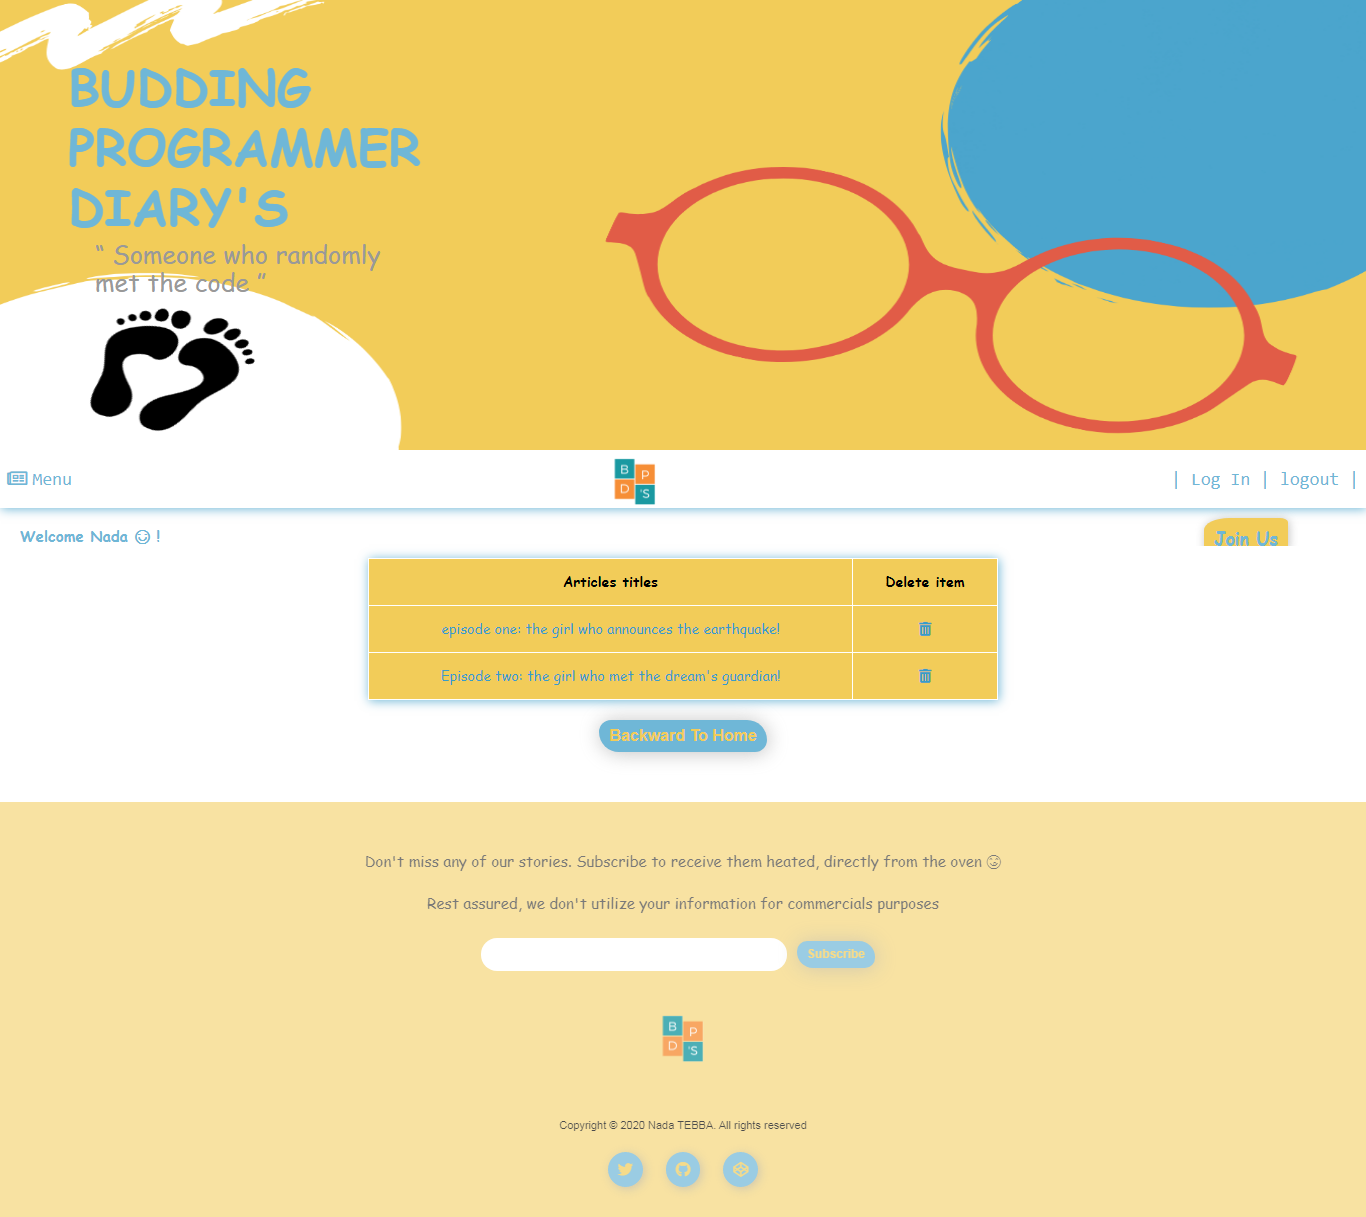 BUDDING
PROGRAMMER
DIARY'S
“ Someone who randomly
met the code ”
Menu
B
P
D
'S
| Log In | logout |
Welcome Nada !
Join Us
Articles titles
Delete item
episode one: the girl who announces the earthquake!
Episode two: the girl who met the dream's guardian!
Backward To Home
Don't miss any of our stories. Subscribe to receive them heated, directly from the oven
Rest assured, we don't utilize your information for commercials purposes
Subscribe
B
P
D
'S
Copyright © 2020 Nada TEBBA. All rights reserved